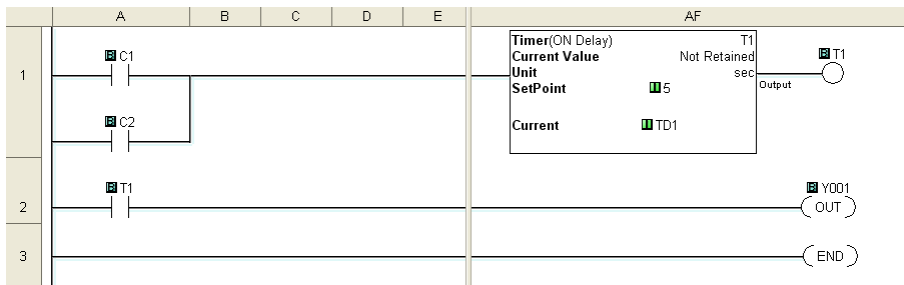 A B C D E AF
Timer(ON Delay) T1
B C1
Current Value Not Retained
B T1
1
Unit sec
Output
SetPoint 5
B C2
Current TD1
B T1 B Y001
2 OUT
3 END